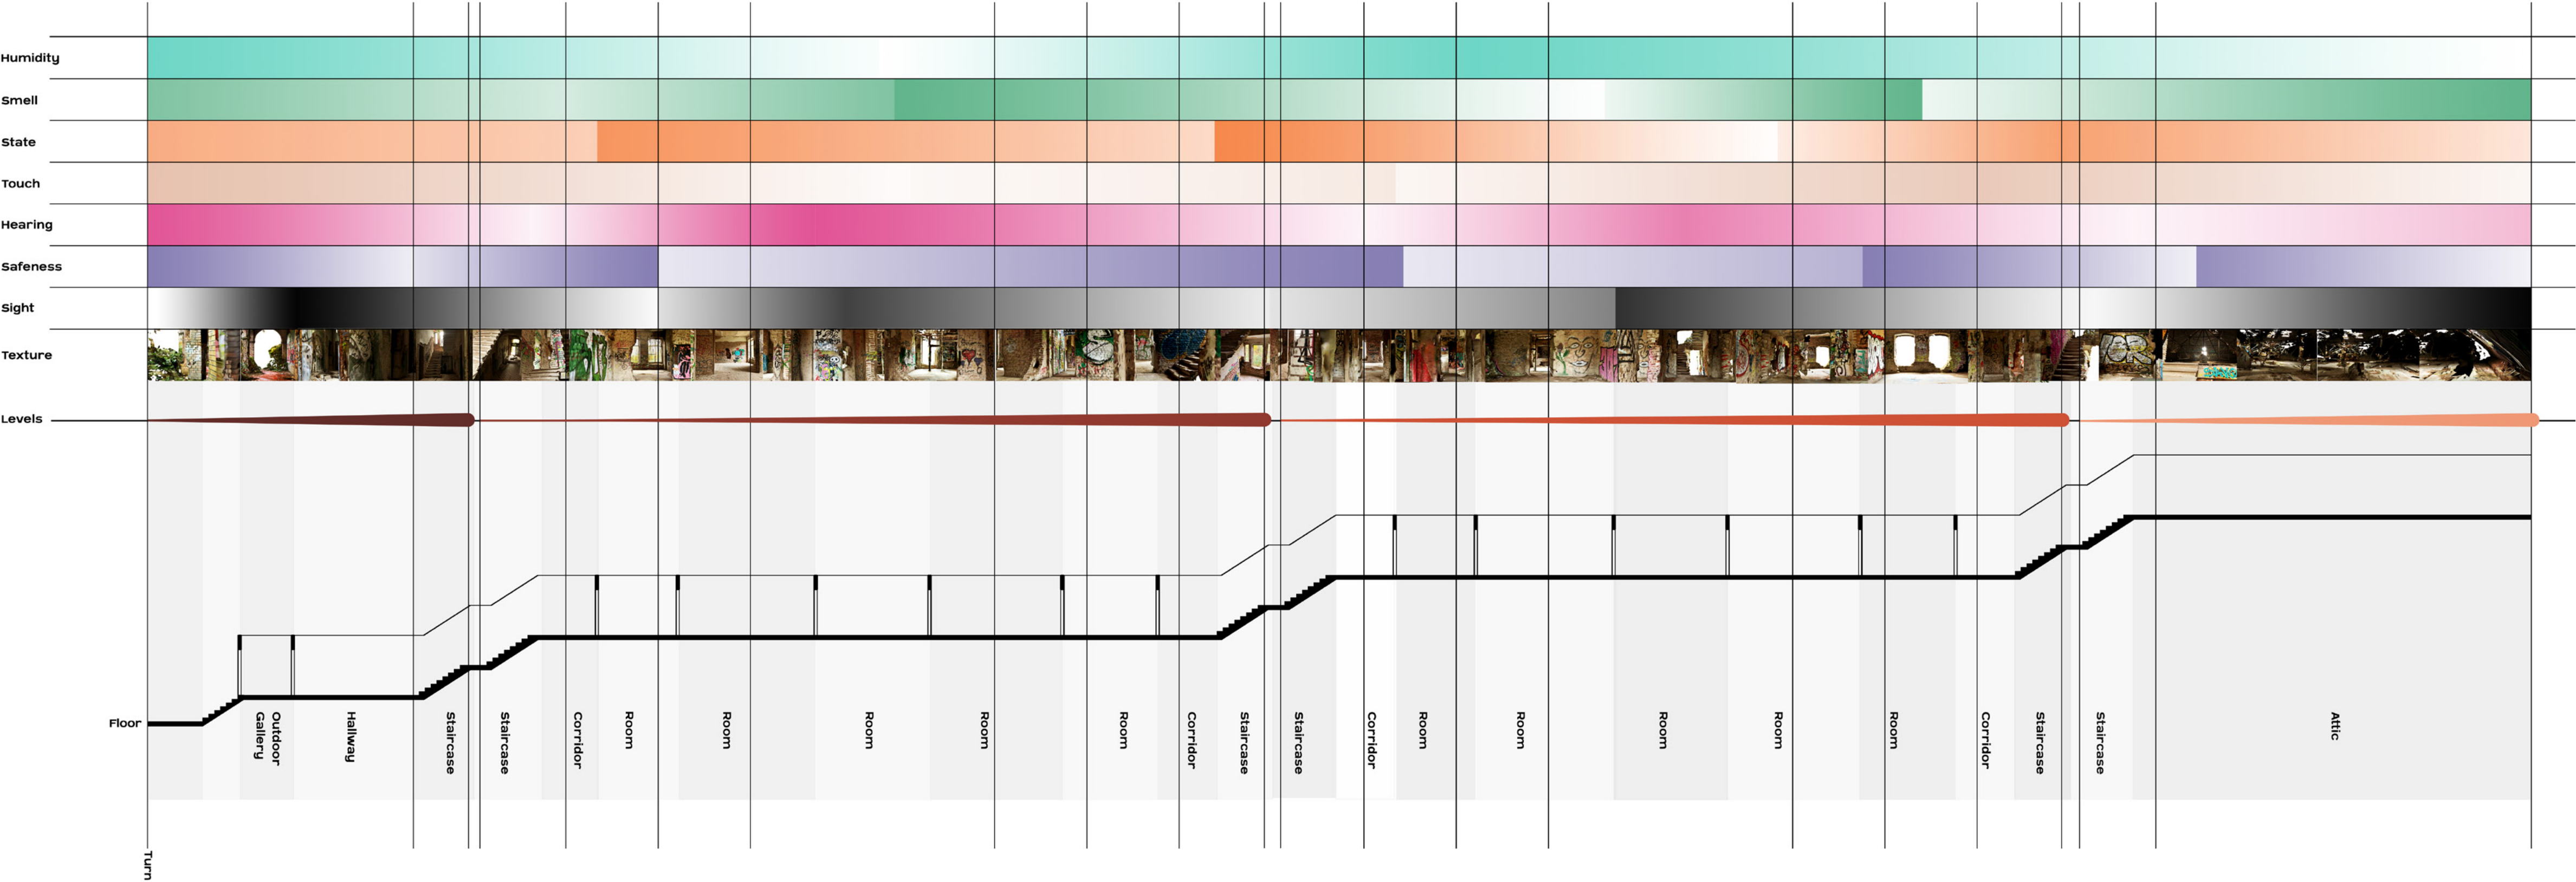 Humidity
Smell
State
Touch
Hearing
Safeness
Sight
Texture
Levels
Floor
Outdoor
Gallery
Hallway
Staircase
Staircase
Corridor
Room
Room
Room
Room
Room
Corridor
Staircase
Staircase
Corridor
Room
Room
Room
Room
Room
Corridor
Staircase
Staircase
Attic
Turn